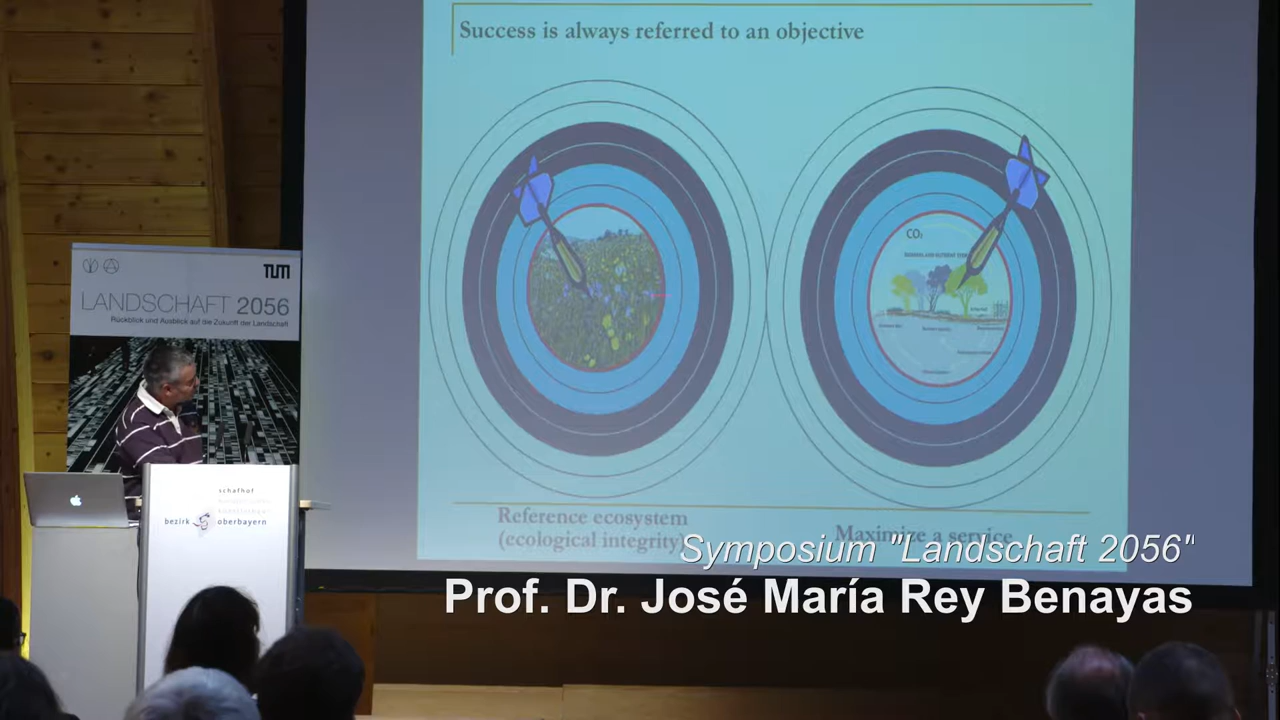 Success is always referred to an objective
CO₂
TUM
LANDSCHAFT 2056
Rückblick und Ausblick auf die Zukunft der Landschaft
schafhof
bezirk oberbayern
Reference ecosystem
(ecological integrity)
Maximize a service
Symposium "Landschaft 2056"
Prof. Dr. José María Rey Benayas